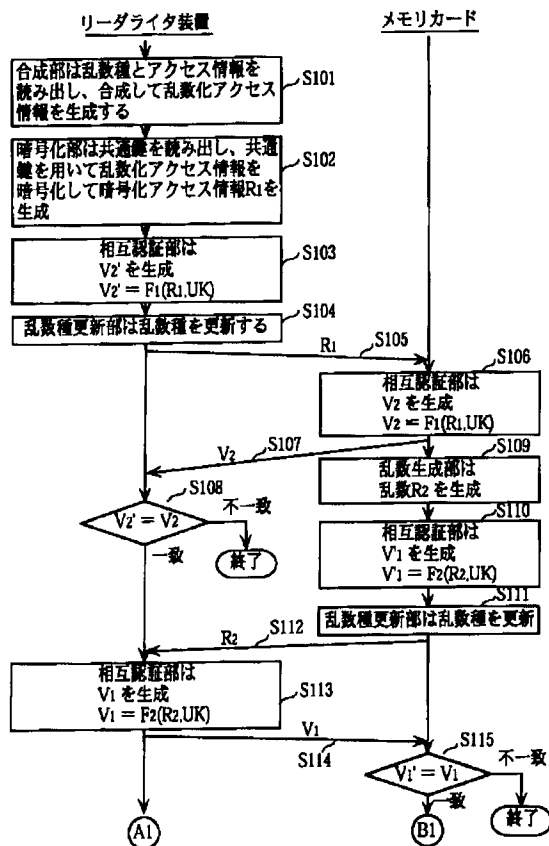 リーダライタ装置
メモリカード
合成部は乱数種とアクセス情報を
読み出し、合成して乱数化アクセス
情報を生成する
S101
暗号化部は共通鍵を読み出し、共通
鍵を用いて乱数化アクセス情報を
暗号化して暗号化アクセス情報R1を
生成
S102
相互認証部は
V2' を生成
V2' = F1(R1,UK)
S103
乱数種更新部は乱数種を更新する
S104
R1
S105
相互認証部は
V2 を生成
V2 = F1(R1,UK)
S106
V2
S107
V2' = V2
S108
不一致
一致
終了
乱数生成部は
乱数R2 を生成
S109
相互認証部は
V'1 を生成
V'1 = F2(R2,UK)
S110
乱数種更新部は乱数種を更新
S111
R2
S112
相互認証部は
V1 を生成
V1 = F2(R2,UK)
S113
V1
S114
V1' = V1
S115
不一致
一致
終了
A1
B1